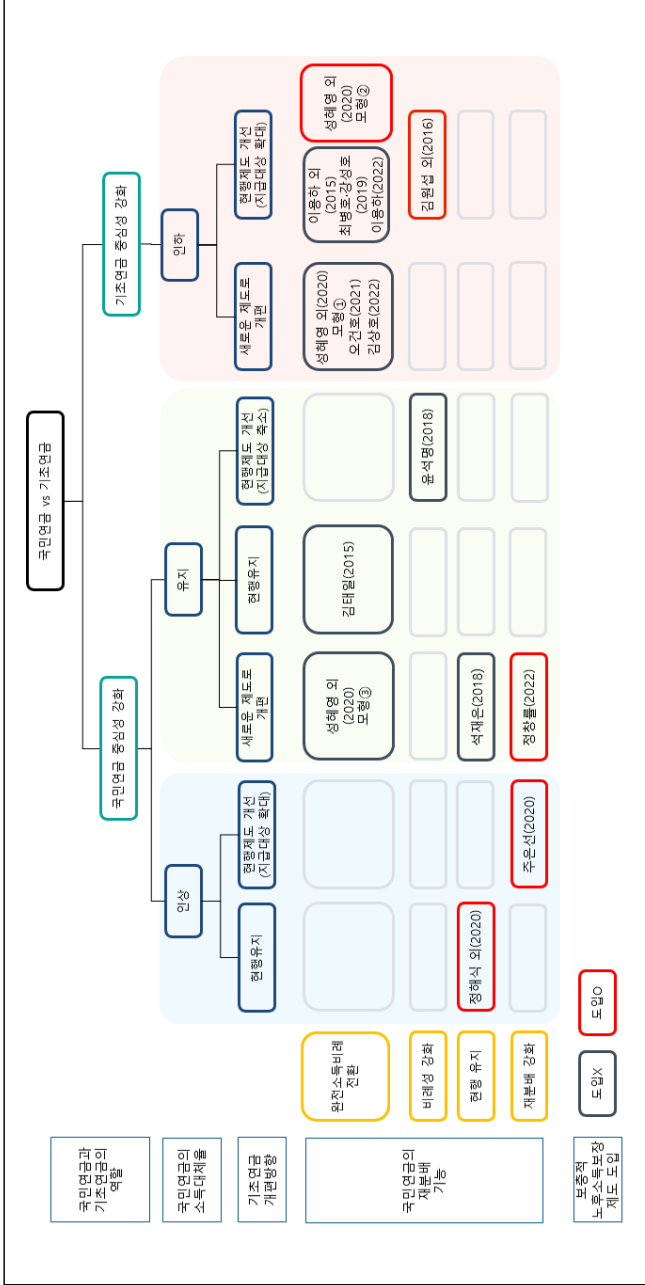 국민연금 vs 기초연금
국민연금과
기초연금의
역할
국민연금 중심성 강화
기초연금 중심성 강화
국민연금의
소득대체율
인상
유지
인하
기초연금
개편방향
현행유지
현행제도 개선
(지급대상 확대)
새로운 제도로
개편
현행유지
현행제도 개선
(지급대상 축소)
새로운 제도로
개편
현행제도 개선
(지급대상 확대)
국민연금의
재분배
기능
완전소득비례
전환
성혜영 외
(2020)
모형③
김태일(2015)
성혜영 외(2020)
모형①
오건호(2021)
김상호(2022)
이용하 외
(2015)
최병호·강성호
(2019)
이용하(2022)
성혜영 외
(2020)
모형②
비례성 강화
윤석명(2018)
김원섭 외(2016)
현행 유지
정해식 외(2020)
석재은(2018)
재분배 강화
주은선(2020)
정창률(2022)
보충적
노후소득보장
제도 도입
도입X
도입O